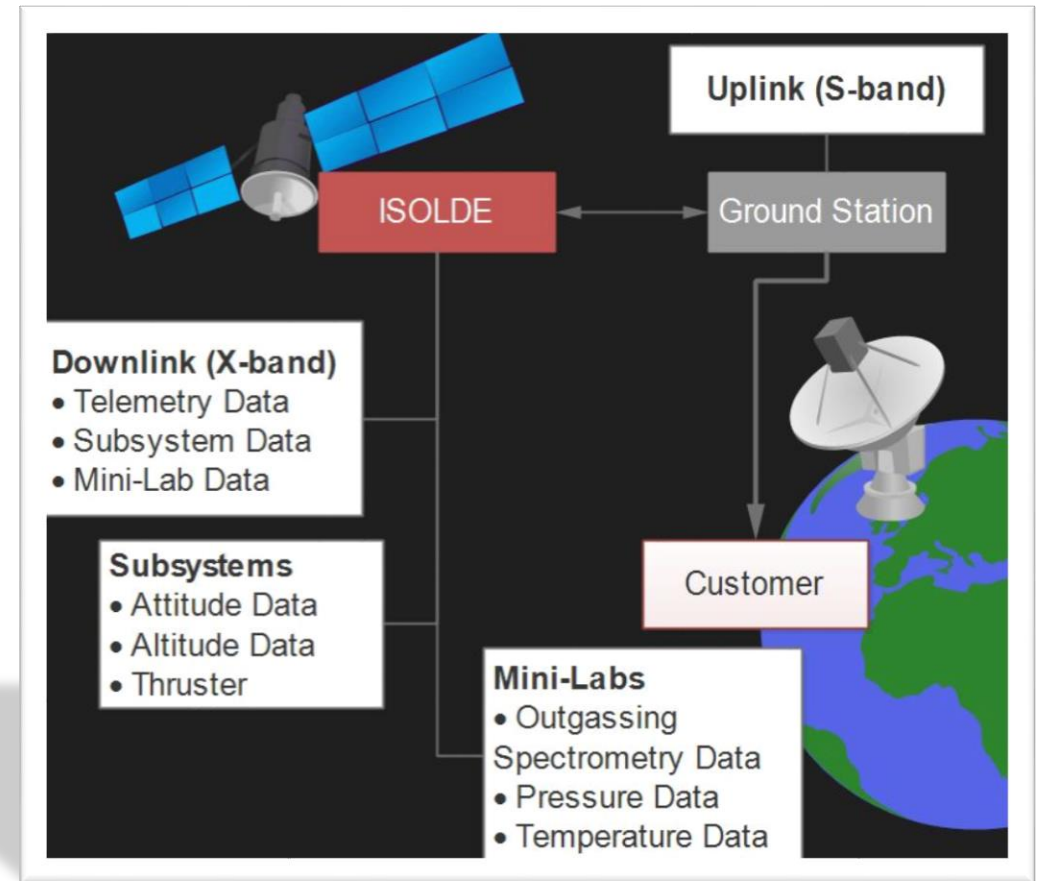 Uplink (S-band)
ISOLDE
Ground Station
Downlink (X-band)
• Telemetry Data
• Subsystem Data
• Mini-Lab Data
Subsystems
• Attitude Data
• Altitude Data
• Thruster
Customer
Mini-Labs
• Outgassing
Spectrometry Data
• Pressure Data
• Temperature Data